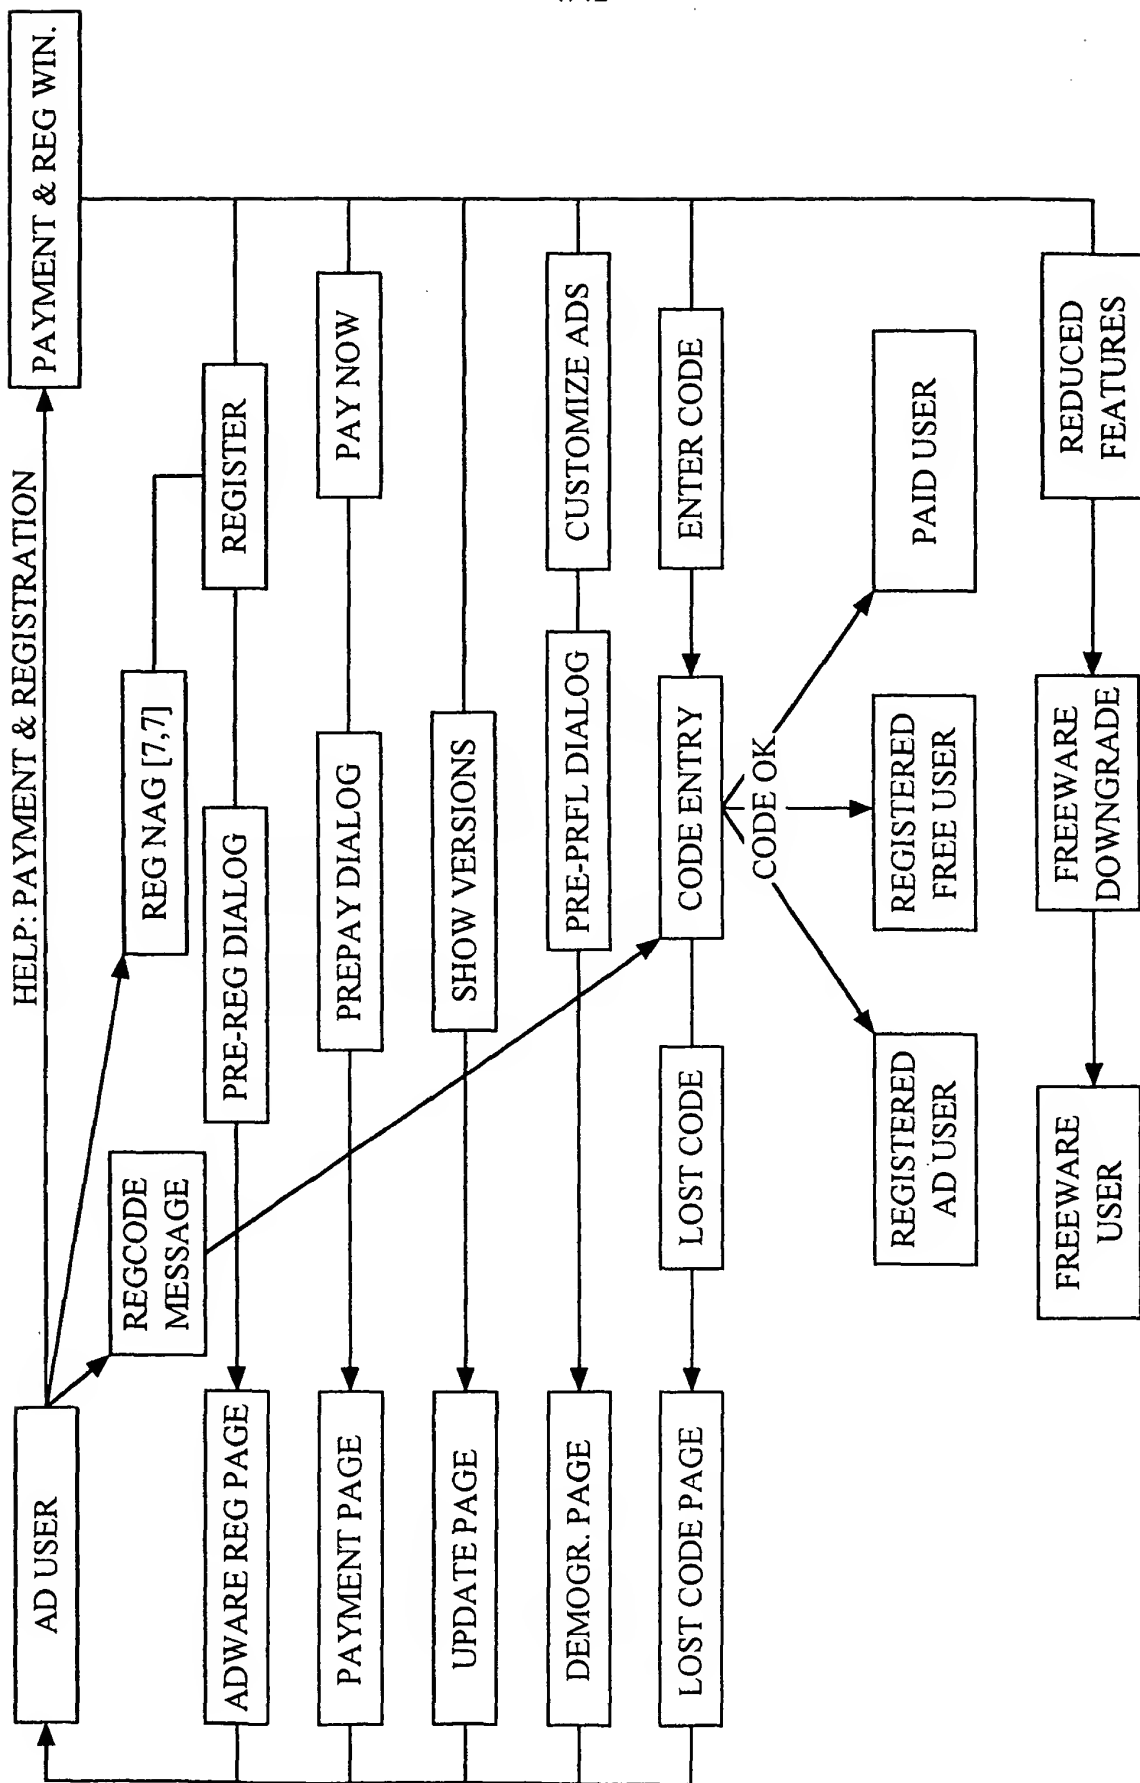 HELP: PAYMENT & REGISTRATION
AD USER
PAYMENT & REG WIN.
REGCODE
MESSAGE
REG NAG [7,7]
ADWARE REG PAGE
PRE-REG DIALOG
REGISTER
PAYMENT PAGE
PREPAY DIALOG
PAY NOW
UPDATE PAGE
SHOW VERSIONS
DEMOGR. PAGE
PRE-PRFL DIALOG
CUSTOMIZE ADS
LOST CODE PAGE
LOST CODE
CODE ENTRY
ENTER CODE
CODE OK
REGISTERED
AD USER
REGISTERED
FREE USER
PAID USER
FREEWARE
USER
FREEWARE
DOWNGRADE
REDUCED
FEATURES